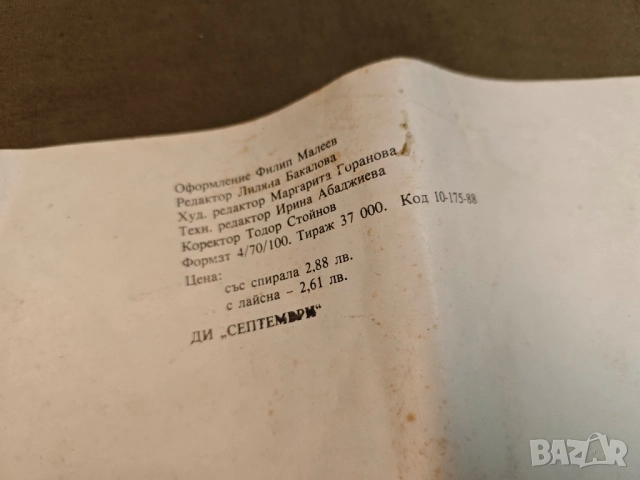 Оформление Филип Малеев
Редактор Лиляна Бакалова
Худ. редактор Маргарита Горанова
Техн. редактор Ирина Абаджиева
Коректор Тодор Стойнов
Формат 4/70/100. Тираж 37 000. Код 10-175-88
Цена:
със спирала 2,88 лв.
с лайсна – 2,61 лв.
ДИ „СЕПТЕМВРИ“
BAZAR
.bg